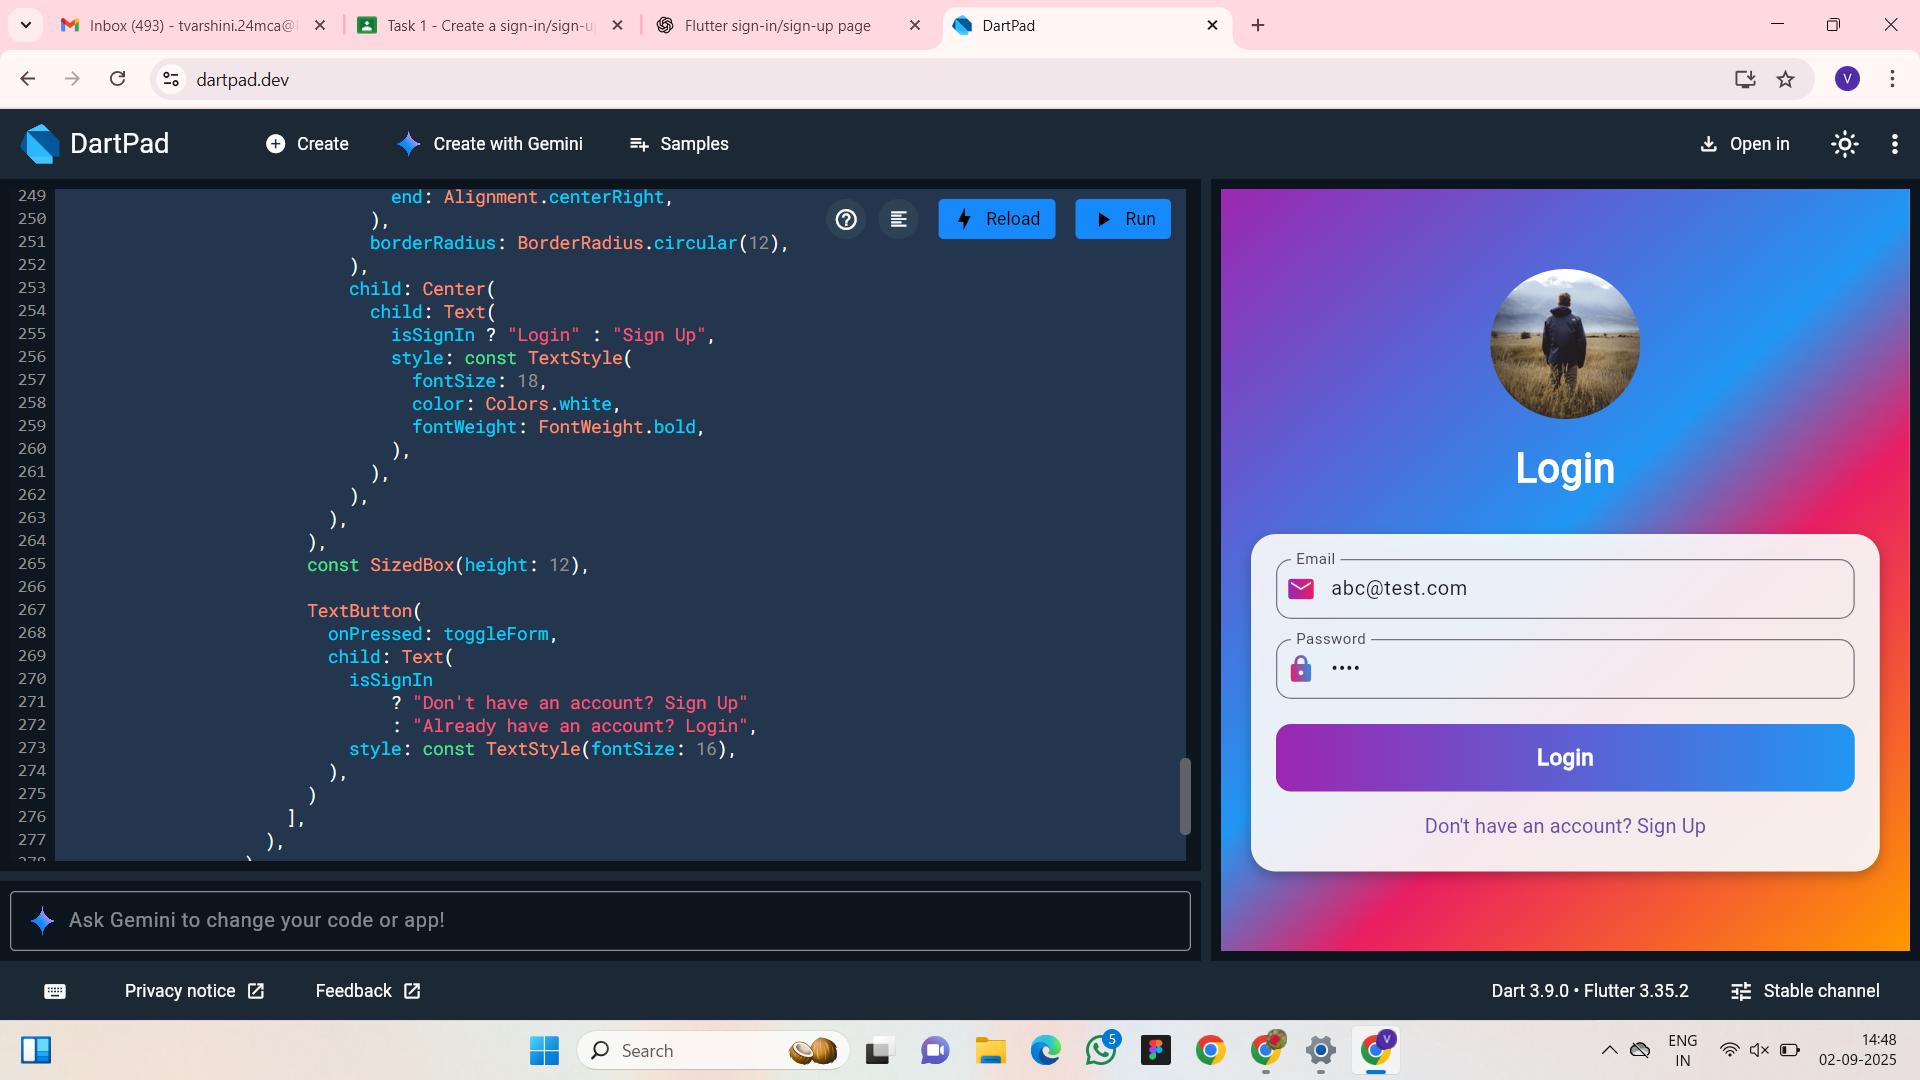 Inbox (493) - tvarshini.24mca@
Task 1 - Create a sign-in/sign-u
Flutter sign-in/sign-up page
DartPad
dartpad.dev
V
DartPad
Create
Create with Gemini
Samples
Open in
249 end: Alignment.centerRight,
250 ),
251 borderRadius: BorderRadius.circular(12),
252 ),
253 child: Center(
254 child: Text(
255 isSignIn ? "Login" : "Sign Up",
256 style: const TextStyle(
257 fontSize: 18,
258 color: Colors.white,
259 fontWeight: FontWeight.bold,
260 ),
261 ),
262 ),
263 ),
264 ),
265 const SizedBox(height: 12),
266
267 TextButton(
268 onPressed: toggleForm,
269 child: Text(
270 isSignIn
271 ? "Don't have an account? Sign Up"
272 : "Already have an account? Login",
273 style: const TextStyle(fontSize: 16),
274 ),
275 )
276 ],
277 ),
278 )
Reload
Run
Login
Email
abc@test.com
Password
••••
Login
Don't have an account? Sign Up
Ask Gemini to change your code or app!
Privacy notice
Feedback
Dart 3.9.0 • Flutter 3.35.2
Stable channel
Search
5
V
ENG
IN
14:48
02-09-2025